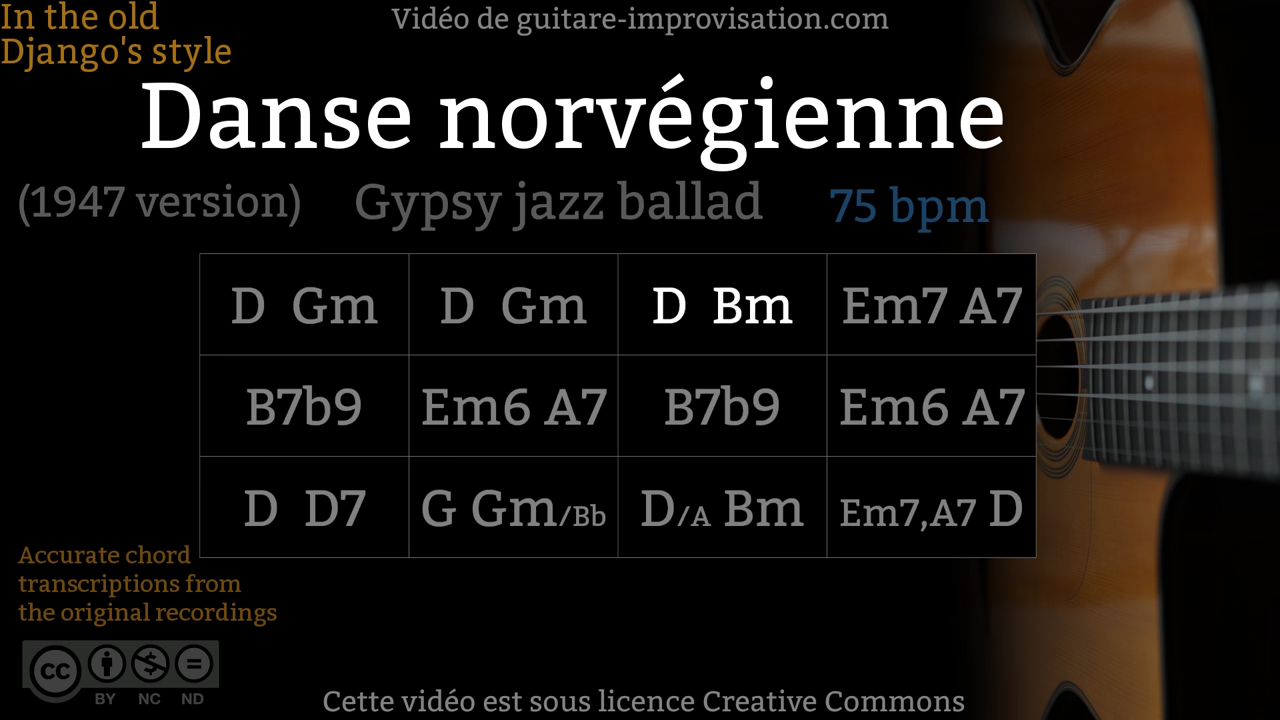 In the old
Django's style
Vidéo de guitare-improvisation.com
Danse norvégienne
(1947 version) Gypsy jazz ballad 75 bpm
D Gm D Gm D Bm Em7 A7
B7b9 Em6 A7 B7b9 Em6 A7
D D7 G Gm/Bb D/A Bm Em7,A7 D
Accurate chord
transcriptions from
the original recordings
cc
BY NC ND
Cette vidéo est sous licence Creative Commons